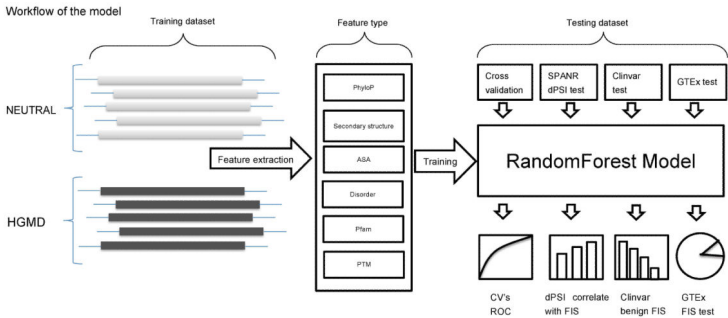 Workflow of the model
Training dataset
Feature type
Testing dataset
NEUTRAL
HGMD
Feature extraction
PhyloP
Secondary structure
ASA
Disorder
Pfam
PTM
Training
Cross
validation
SPANR
dPSI test
Clinvar
test
GTEx test
RandomForest Model
CV's
ROC
dPSI correlate
with FIS
Clinvar
benign FIS
GTEx
FIS test